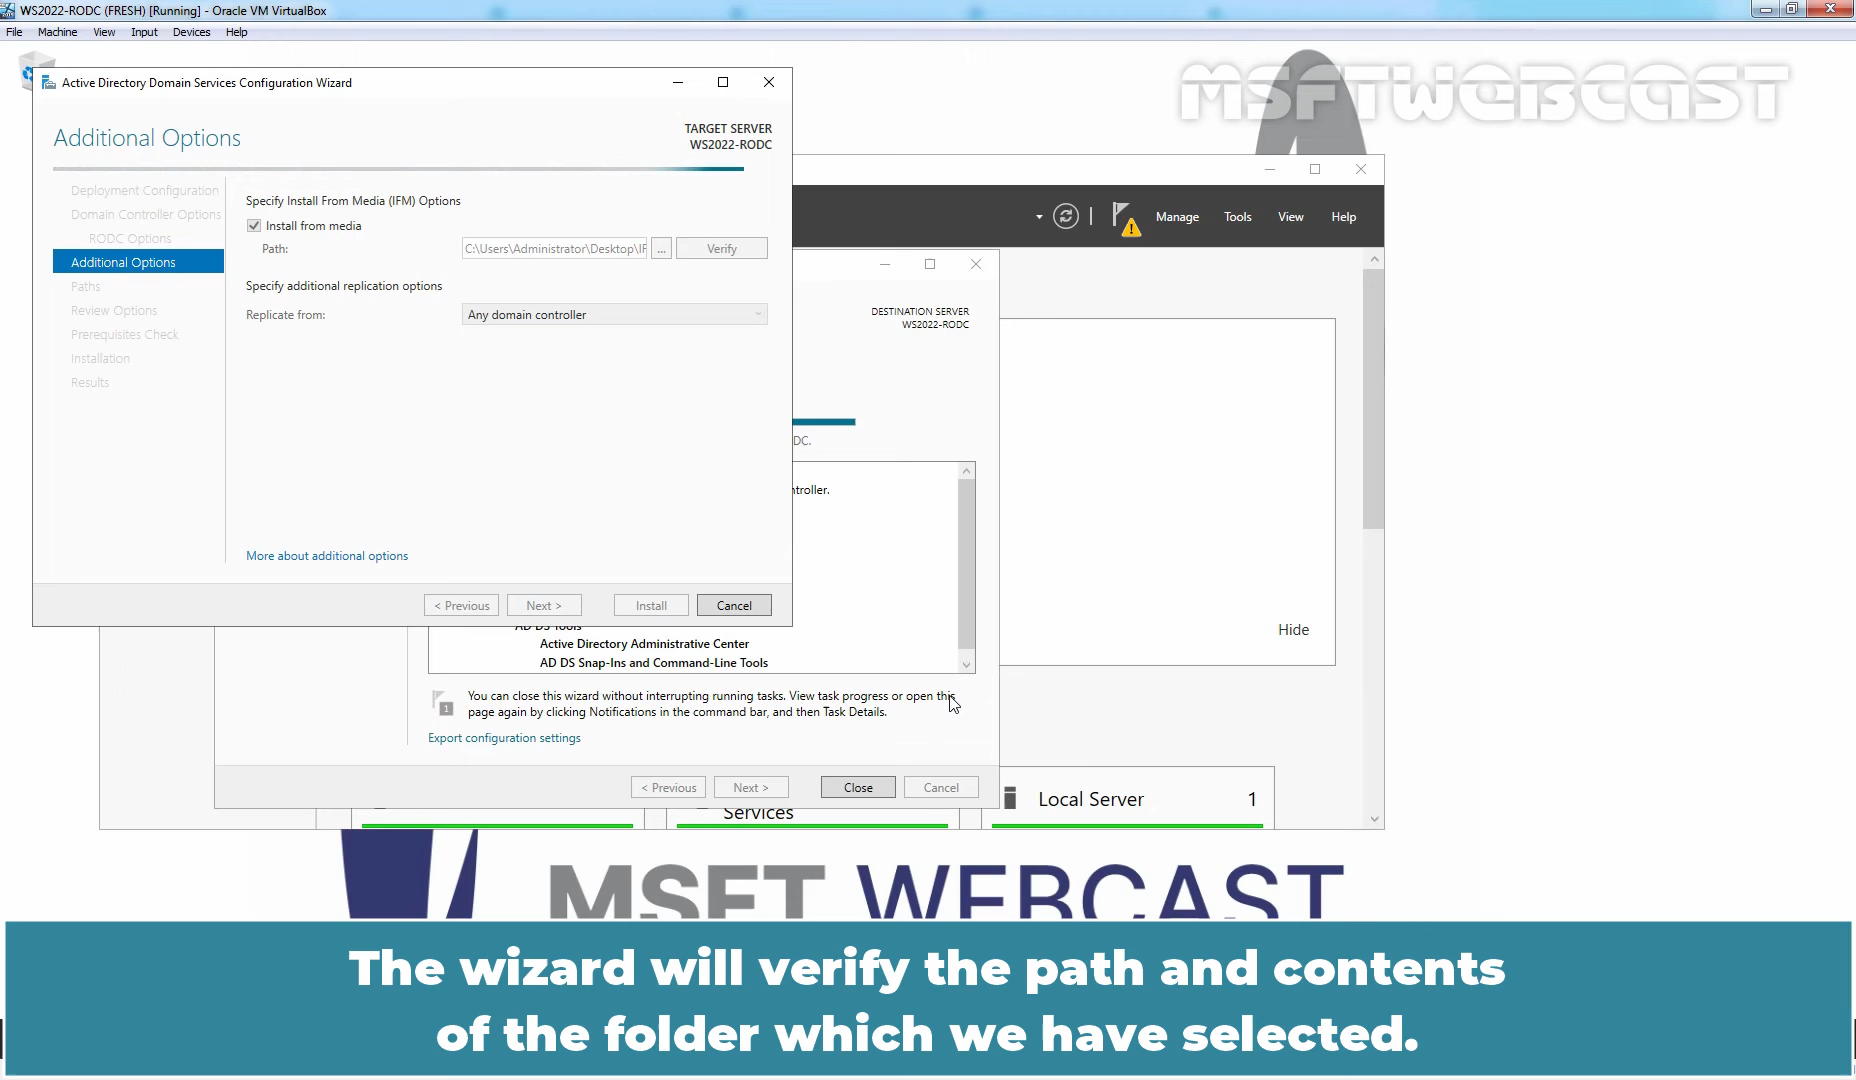 WS2022-RODC (FRESH) [Running] - Oracle VM VirtualBox
File Machine View Input Devices Help
MSFTWEBCAST
Active Directory Domain Services Configuration Wizard
Additional Options
TARGET SERVER
WS2022-RODC
Deployment Configuration
Domain Controller Options
RODC Options
Additional Options
Paths
Review Options
Prerequisites Check
Installation
Results
Specify Install From Media (IFM) Options
Install from media
Path: C:\Users\Administrator\Desktop\IF ... Verify
Specify additional replication options
Replicate from: Any domain controller
More about additional options
< Previous Next > Install Cancel
Manage Tools View Help
DESTINATION SERVER
WS2022-RODC
DC.
ntroller.
AD DS Tools
Active Directory Administrative Center
AD DS Snap-Ins and Command-Line Tools
Hide
1
You can close this wizard without interrupting running tasks. View task progress or open this
page again by clicking Notifications in the command bar, and then Task Details.
Export configuration settings
< Previous Next > Close Cancel
Services
Local Server 1
MSFT WEBCAST
The wizard will verify the path and contents
of the folder which we have selected.